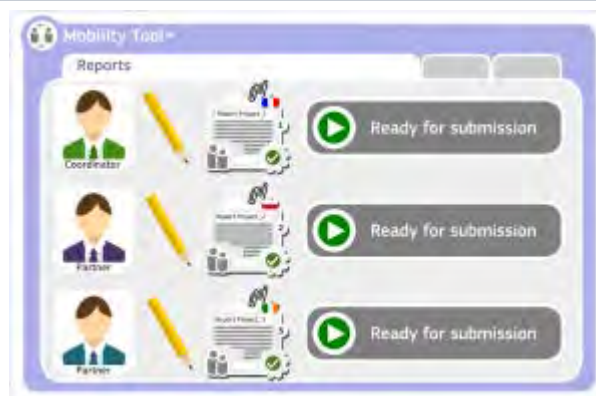 Mobility Tool+
Reports
Coordinator
Ready for submission
Partner
Ready for submission
Partner
Ready for submission